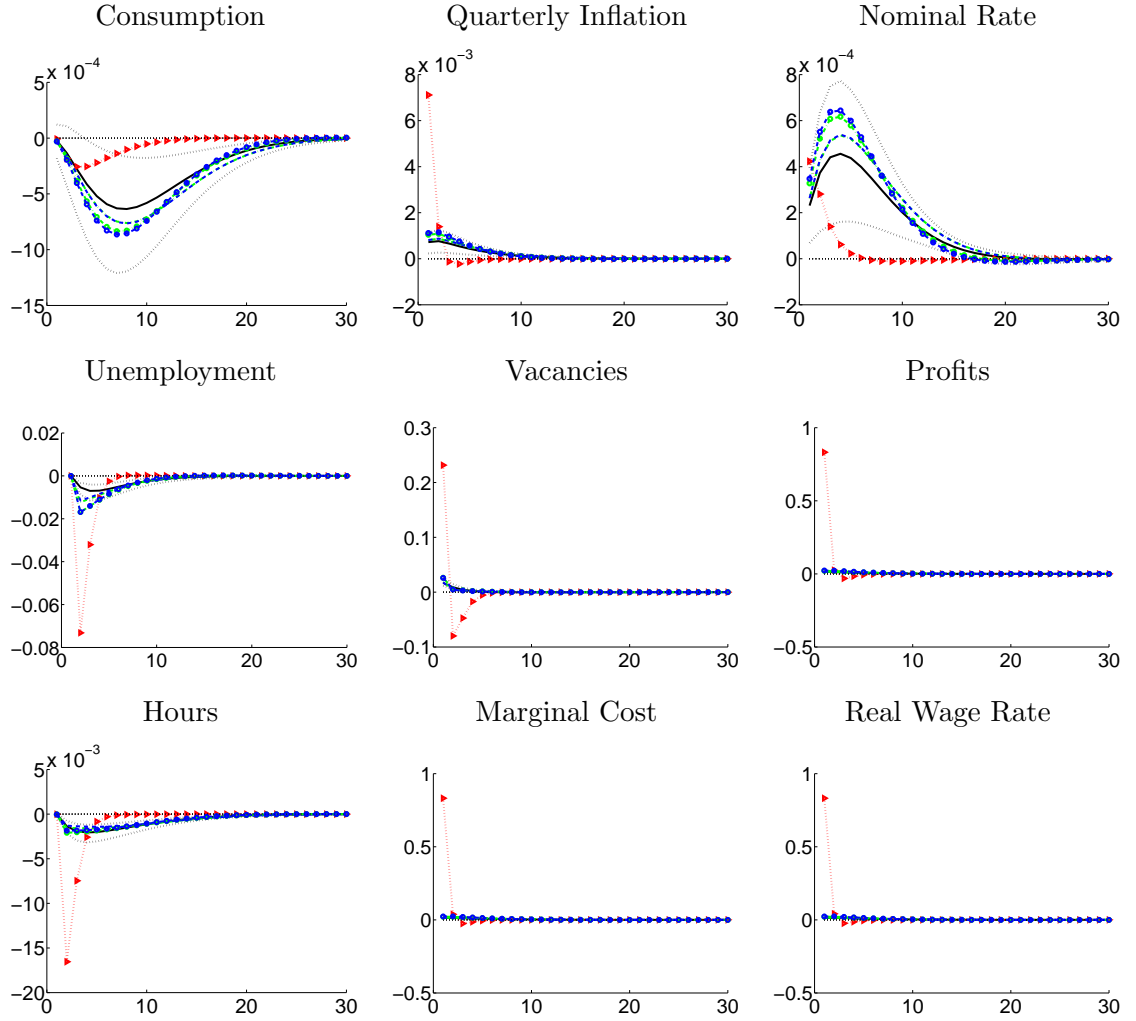 Consumption
Quarterly Inflation
Nominal Rate
x 10⁻⁴
x 10⁻³
x 10⁻⁴
5
0
−5
−10
−15
0 10 20 30
8
6
4
2
0
−2
0 10 20 30
8
6
4
2
0
−2
0 10 20 30
Unemployment
Vacancies
Profits
0.02
0
−0.02
−0.04
−0.06
−0.08
0 10 20 30
0.3
0.2
0.1
0
−0.1
0 10 20 30
1
0.5
0
−0.5
0 10 20 30
Hours
Marginal Cost
Real Wage Rate
x 10⁻³
5
0
−5
−10
−15
−20
0 10 20 30
1
0.5
0
−0.5
0 10 20 30
1
0.5
0
−0.5
0 10 20 30